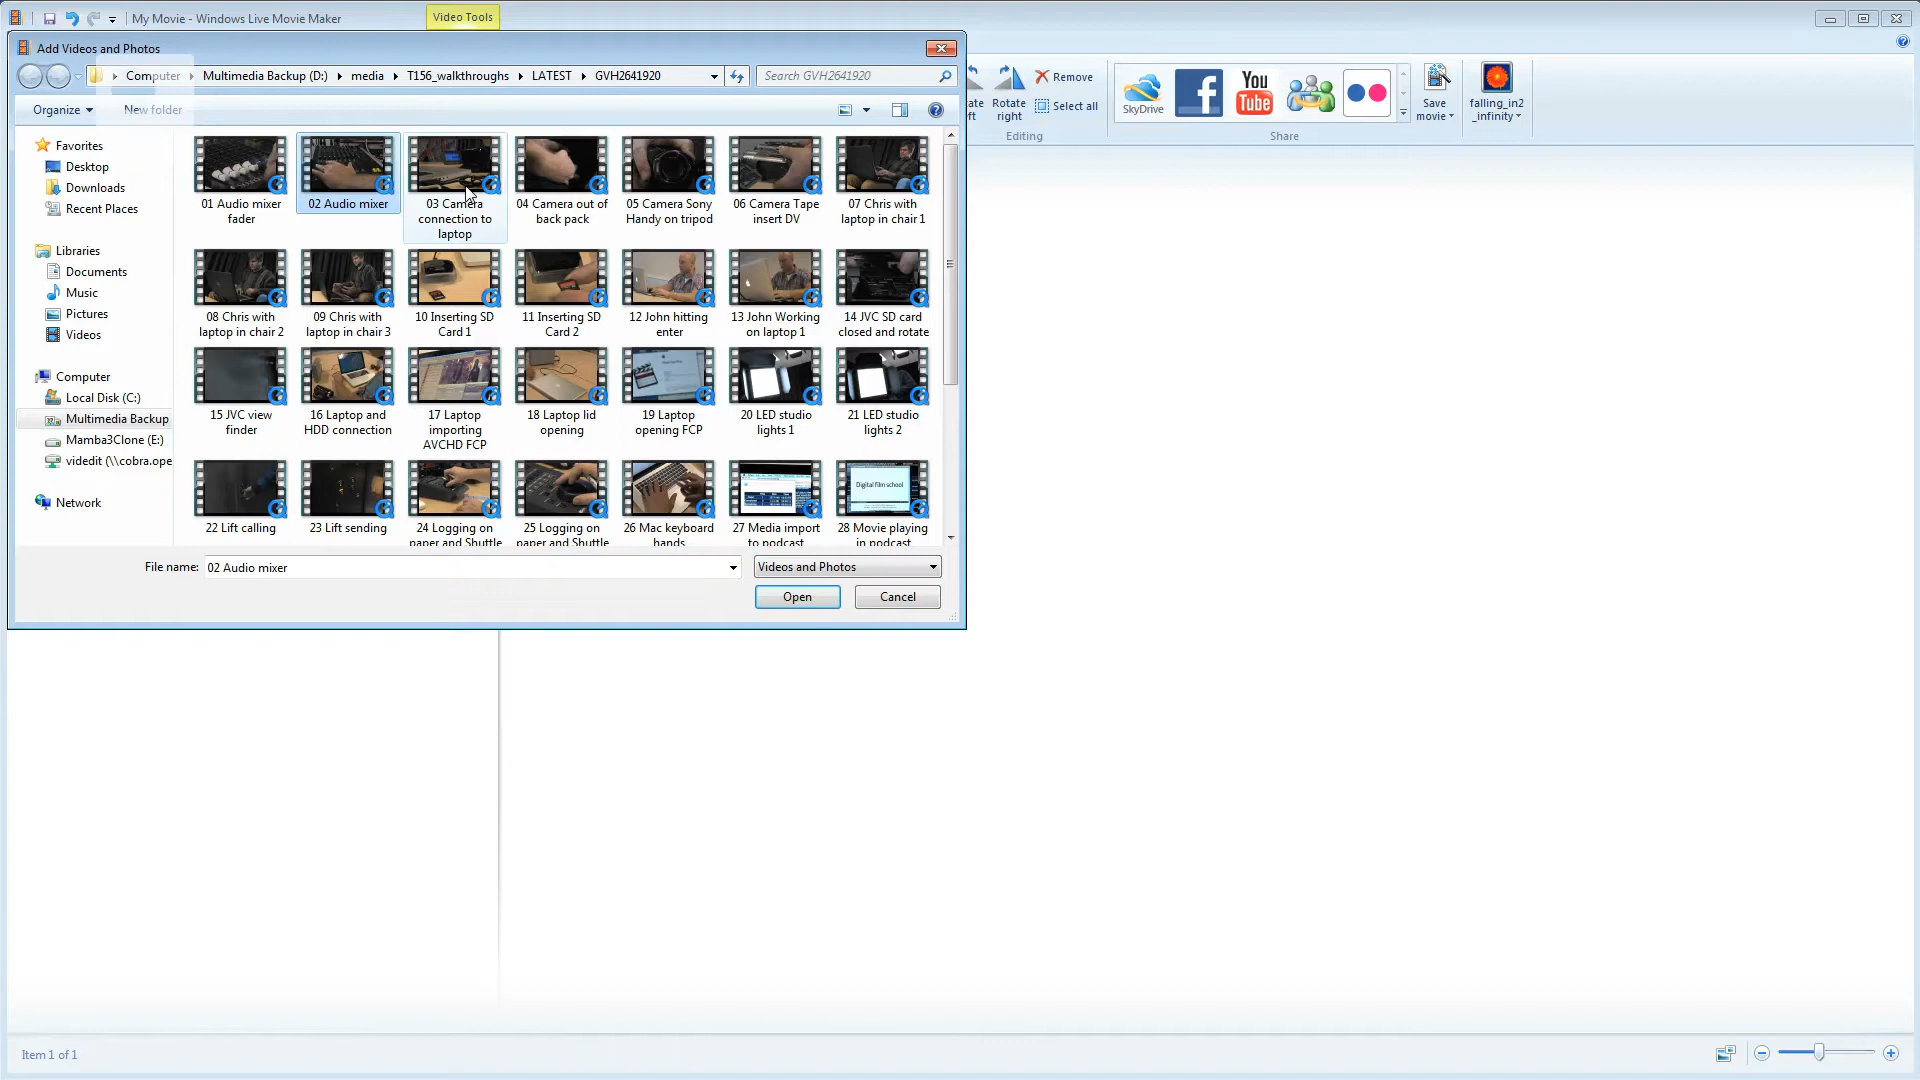 My Movie - Windows Live Movie Maker
Video Tools
Add Videos and Photos
Computer
Multimedia Backup (D:)
media
T156_walkthroughs
LATEST
GVH2641920
Search GVH2641920
Organize
New folder
Rotate
right
Remove
Select all
Editing
SkyDrive
You
Tube
Share
Save
movie
falling_in2
_infinity
Favorites
Desktop
Downloads
Recent Places
Libraries
Documents
Music
Pictures
Videos
Computer
Local Disk (C:)
Multimedia Backup
Mamba3Clone (E:)
videdit (\\cobra.ope
Network
01 Audio mixer
fader
02 Audio mixer
03 Camera
connection to
laptop
04 Camera out of
back pack
05 Camera Sony
Handy on tripod
06 Camera Tape
insert DV
07 Chris with
laptop in chair 1
08 Chris with
laptop in chair 2
09 Chris with
laptop in chair 3
10 Inserting SD
Card 1
11 Inserting SD
Card 2
12 John hitting
enter
13 John Working
on laptop 1
14 JVC SD card
closed and rotate
15 JVC view
finder
16 Laptop and
HDD connection
17 Laptop
importing
AVCHD FCP
18 Laptop lid
opening
19 Laptop
opening FCP
20 LED studio
lights 1
21 LED studio
lights 2
22 Lift calling
23 Lift sending
24 Logging on
paper and Shuttle
25 Logging on
paper and Shuttle
26 Mac keyboard
hands
27 Media import
to podcast
Digital film school
28 Movie playing
in podcast
File name:
02 Audio mixer
Videos and Photos
Open
Cancel
Item 1 of 1